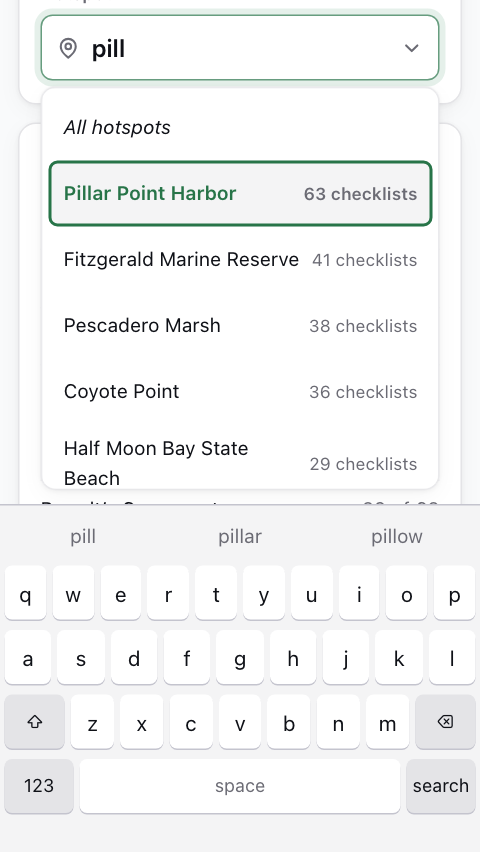 pill
All hotspots
Pillar Point Harbor 63 checklists
Fitzgerald Marine Reserve 41 checklists
Pescadero Marsh 38 checklists
Coyote Point 36 checklists
Half Moon Bay State
Beach 29 checklists
pill pillar pillow
q w e r t y u i o p
a s d f g h j k l
z x c v b n m
123 space search